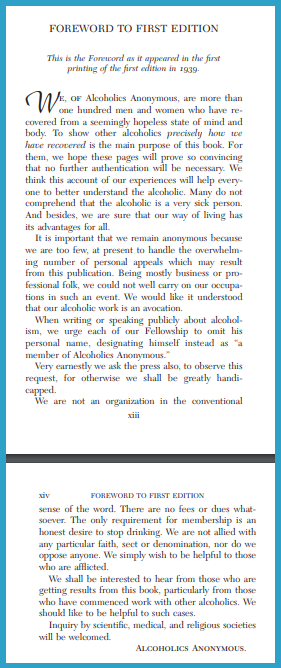 FOREWORD TO FIRST EDITION
This is the Foreword as it appeared in the first
printing of the first edition in 1939.
WE, OF Alcoholics Anonymous, are more than
one hundred men and women who have re-
covered from a seemingly hopeless state of mind and
body. To show other alcoholics precisely how we
have recovered is the main purpose of this book. For
them, we hope these pages will prove so convincing
that no further authentication will be necessary. We
think this account of our experiences will help every-
one to better understand the alcoholic. Many do not
comprehend that the alcoholic is a very sick person.
And besides, we are sure that our way of living has
its advantages for all.
It is important that we remain anonymous because
we are too few, at present to handle the overwhelm-
ing number of personal appeals which may result
from this publication. Being mostly business or pro-
fessional folk, we could not well carry on our occupa-
tions in such an event. We would like it understood
that our alcoholic work is an avocation.
When writing or speaking publicly about alcohol-
ism, we urge each of our Fellowship to omit his
personal name, designating himself instead as "a
member of Alcoholics Anonymous."
Very earnestly we ask the press also, to observe this
request, for otherwise we shall be greatly handi-
capped.
We are not an organization in the conventional
xiii
xiv FOREWORD TO FIRST EDITION
sense of the word. There are no fees or dues what-
soever. The only requirement for membership is an
honest desire to stop drinking. We are not allied with
any particular faith, sect or denomination, nor do we
oppose anyone. We simply wish to be helpful to those
who are afflicted.
We shall be interested to hear from those who are
getting results from this book, particularly from those
who have commenced work with other alcoholics. We
should like to be helpful to such cases.
Inquiry by scientific, medical, and religious societies
will be welcomed.
ALCOHOLICS ANONYMOUS.